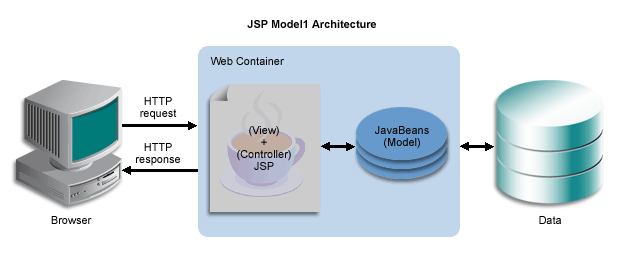 JSP Model1 Architecture
Web Container
HTTP
request
HTTP
response
(View)
+
(Controller)
JSP
JavaBeans
(Model)
Browser
Data